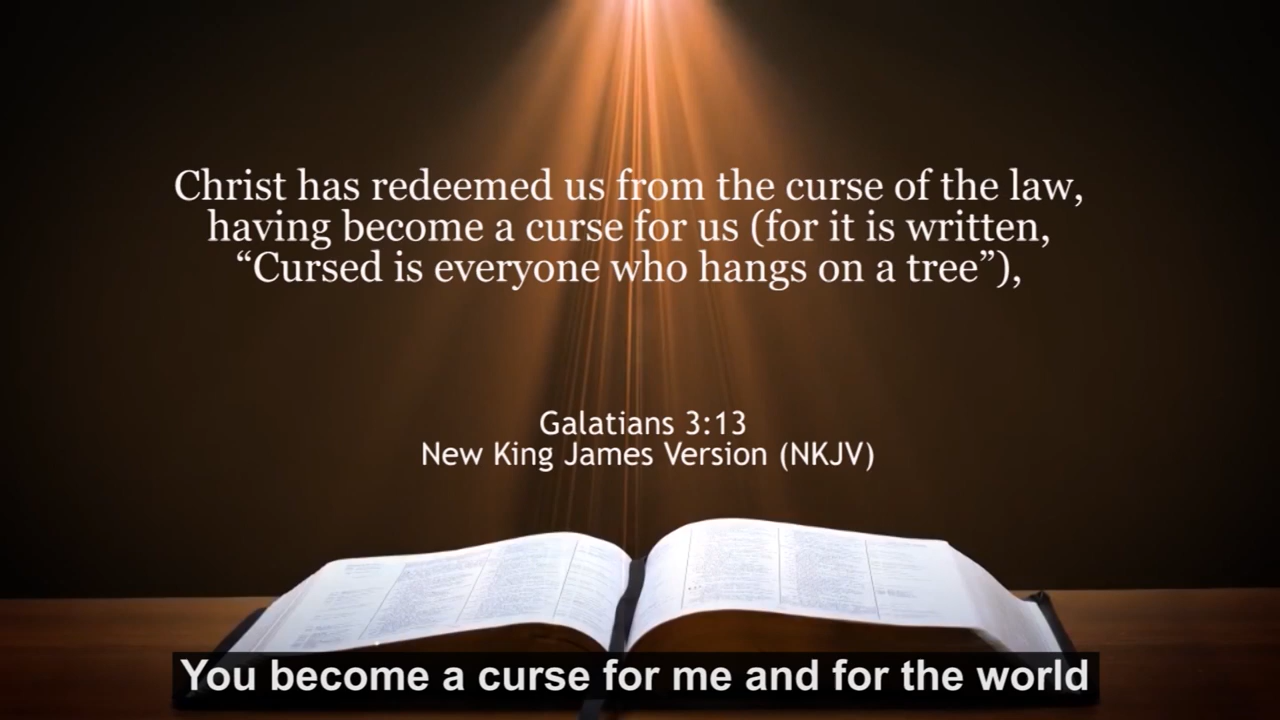 Christ has redeemed us from the curse of the law,
having become a curse for us (for it is written,
“Cursed is everyone who hangs on a tree”),
Galatians 3:13
New King James Version (NKJV)
You become a curse for me and for the world